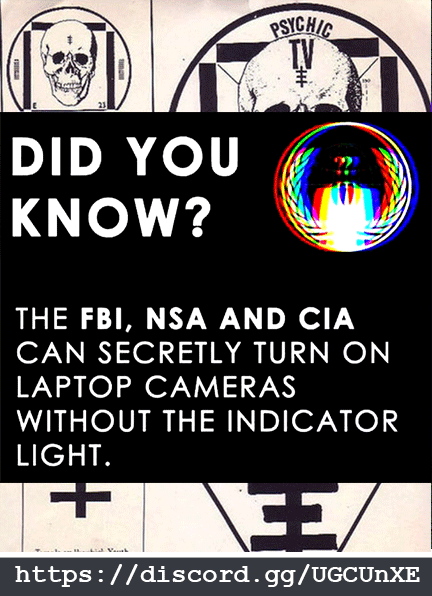 PSYCHIC
TV
E 23
DID YOU
KNOW?
??
THE FBI, NSA AND CIA
CAN SECRETLY TURN ON
LAPTOP CAMERAS
WITHOUT THE INDICATOR
LIGHT.
https://discord.gg/UGCUnXE